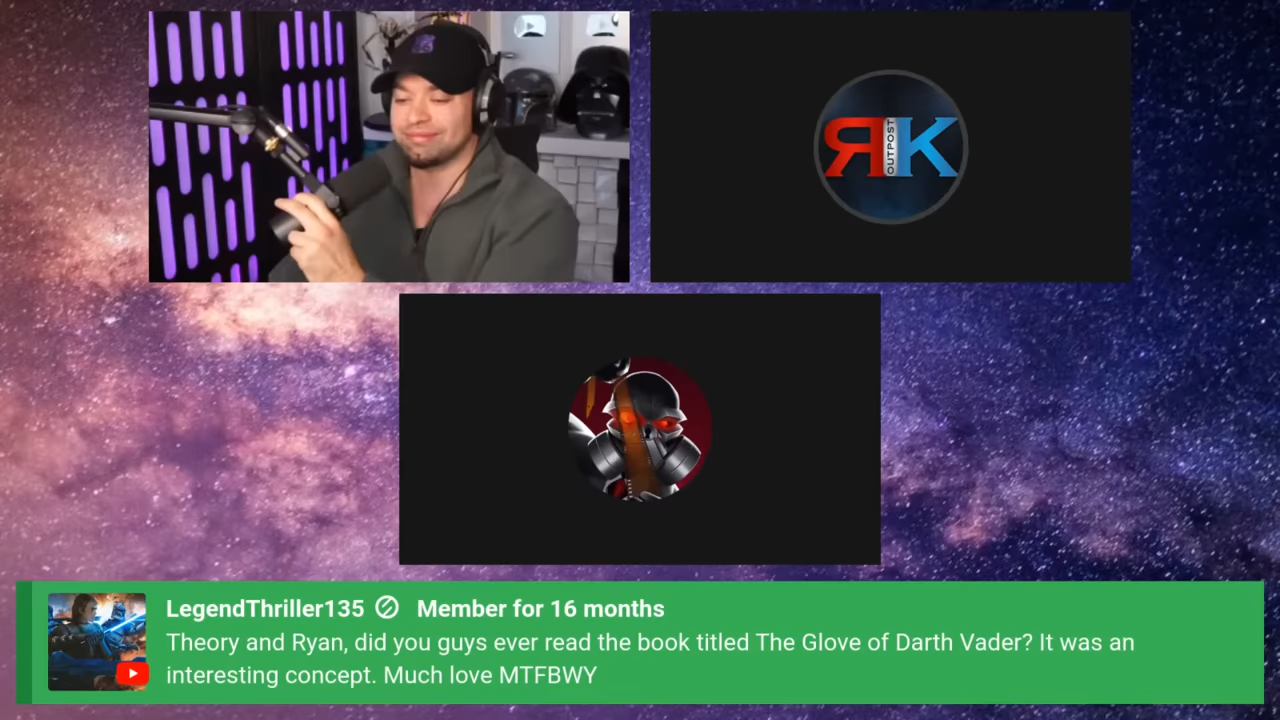 RK
OUTPOST
LegendThriller135 Member for 16 months
Theory and Ryan, did you guys ever read the book titled The Glove of Darth Vader? It was an
interesting concept. Much love MTFBWY